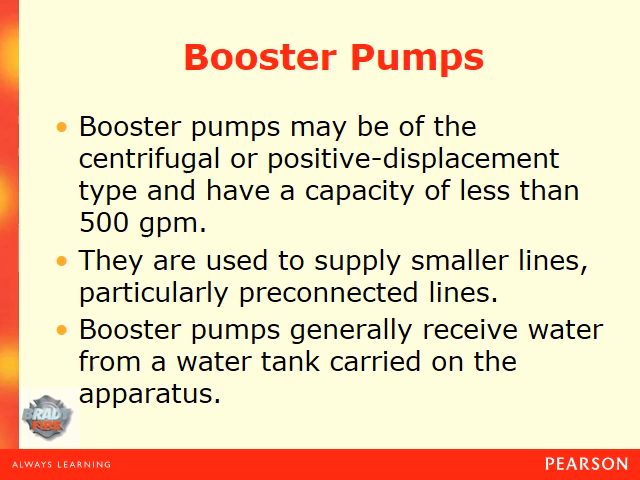 Booster Pumps
• Booster pumps may be of the
centrifugal or positive-displacement
type and have a capacity of less than
500 gpm.
• They are used to supply smaller lines,
particularly preconnected lines.
• Booster pumps generally receive water
from a water tank carried on the
apparatus.
BRADY
FIRE
ALWAYS LEARNING
PEARSON